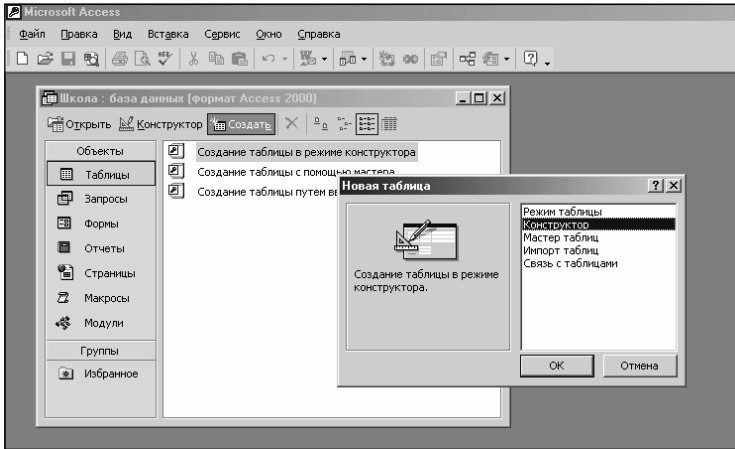 Microsoft Access
Файл Правка Вид Вставка Сервис Окно Справка
Школа : база данных (формат Access 2000)
Открыть Конструктор Создать
Объекты
Таблицы
Запросы
Формы
Отчеты
Страницы
Макросы
Модули
Группы
Избранное
Создание таблицы в режиме конструктора
Создание таблицы с помощью мастера
Создание таблицы путем вв
Новая таблица
Создание таблицы в режиме
конструктора.
Режим таблицы
Конструктор
Мастер таблиц
Импорт таблиц
Связь с таблицами
ОК Отмена